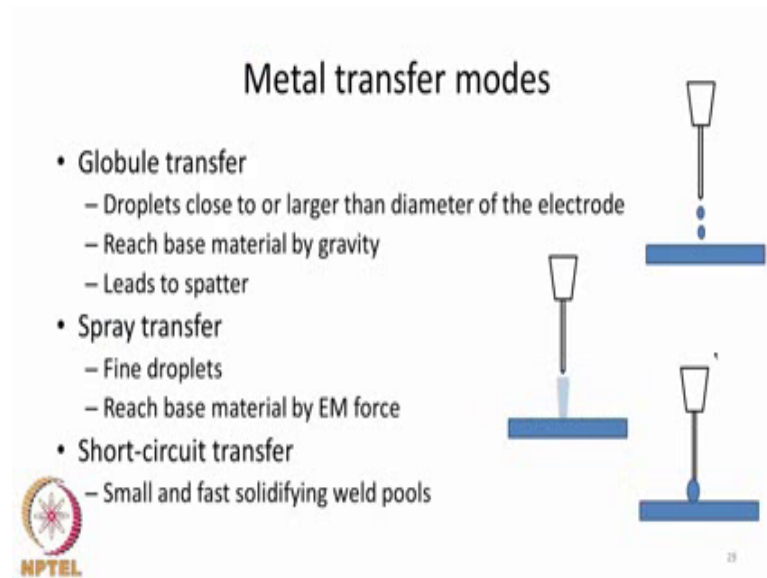 Metal transfer modes
• Globule transfer
– Droplets close to or larger than diameter of the electrode
– Reach base material by gravity
– Leads to spatter
• Spray transfer
– Fine droplets
– Reach base material by EM force
• Short-circuit transfer
– Small and fast solidifying weld pools
NPTEL